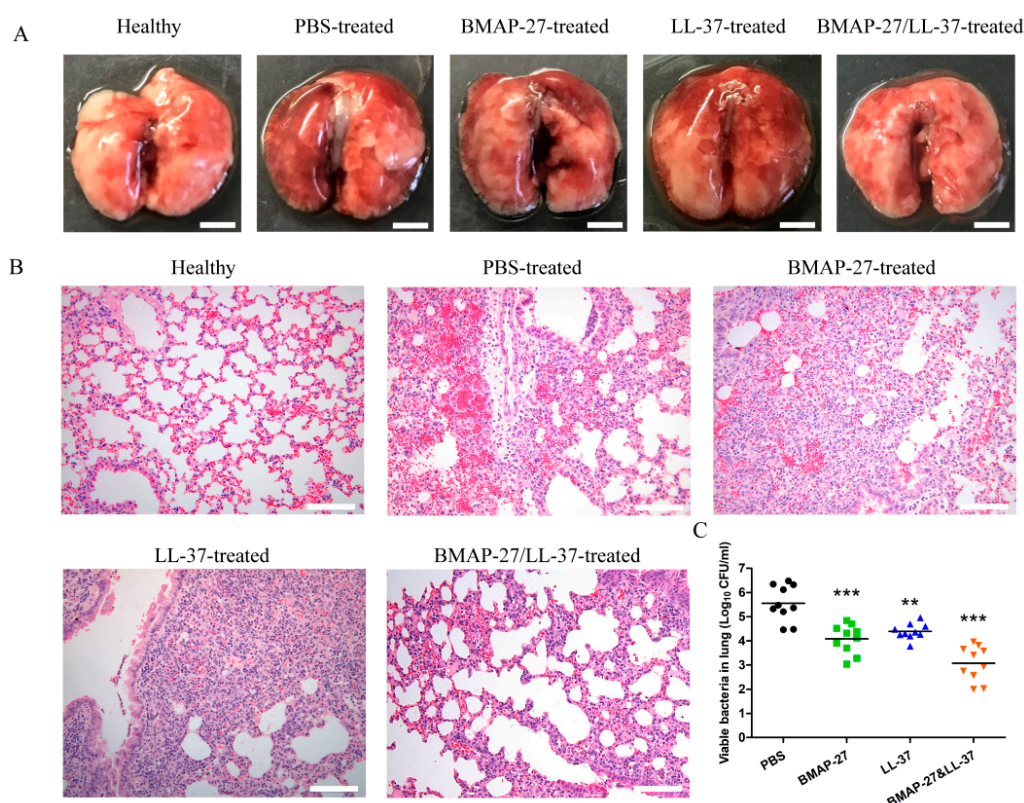 A
Healthy PBS-treated BMAP-27-treated LL-37-treated BMAP-27/LL-37-treated
B
Healthy PBS-treated BMAP-27-treated
LL-37-treated BMAP-27/LL-37-treated
C
Viable bacteria in lung (Log10 CFU/ml)
7
6
5
4
3
2
1
0
***
**
***
PBS
BMAP-27
LL-37
BMAP-27&LL-37